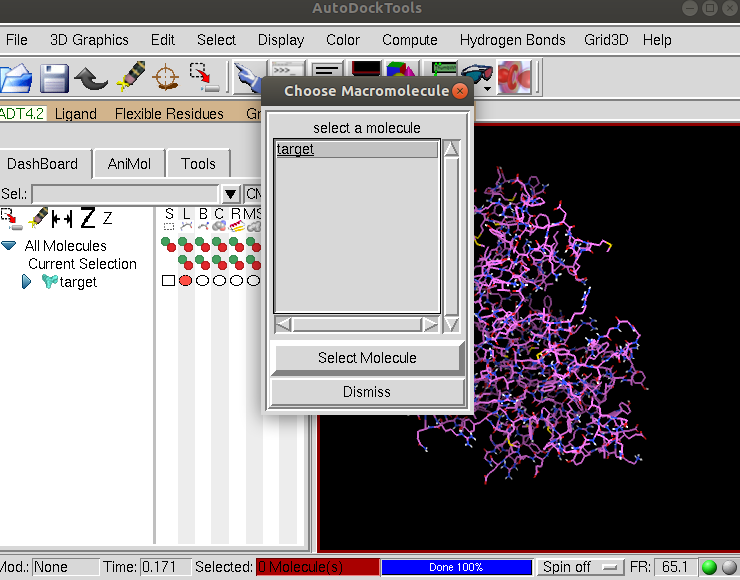 AutoDockTools
File 3D Graphics Edit Select Display Color Compute Hydrogen Bonds Grid3D Help
ADT4.2 Ligand Flexible Residues
Choose Macromolecule
select a molecule
target
Select Molecule
Dismiss
DashBoard AniMol Tools
Sel.:
Z Z
S L B C R MS
All Molecules
Current Selection
target
Mod.: None Time: 0.171 Selected: 0 Molecule(s) Done 100% Spin off FR: 65.1